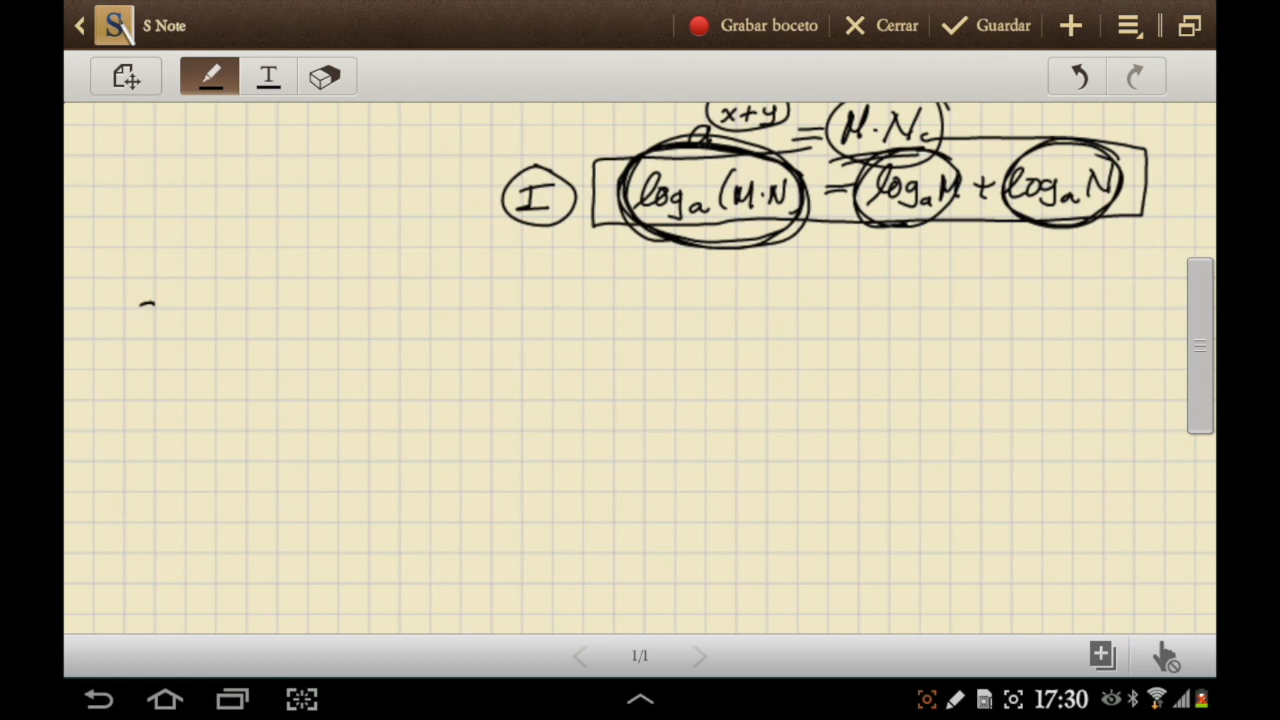 S Note
Grabar boceto
Cerrar
Guardar
T
a^(x+y) = M·N
I
log_a (M·N) = log_a M + log_a N
1/1
17:30